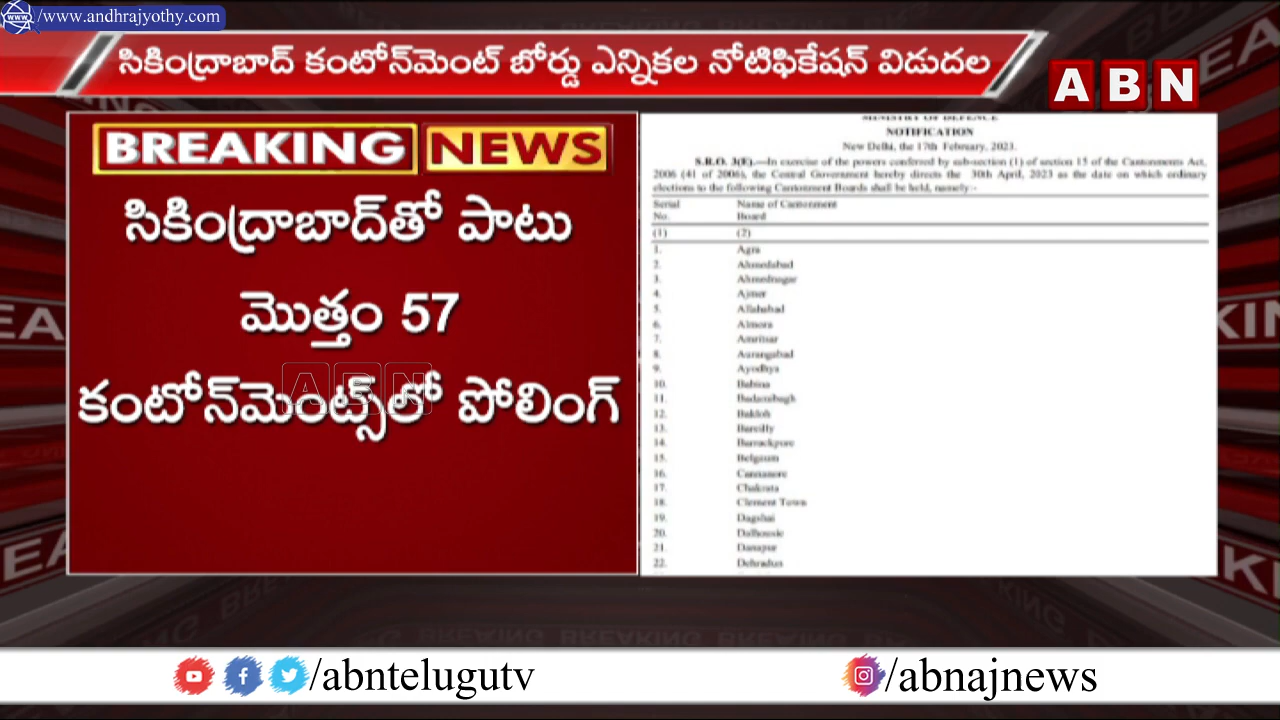 /www.andhrajyothy.com
సికింద్రాబాద్ కంటోన్‌మెంట్ బోర్డు ఎన్నికల నోటిఫికేషన్ విడుదల
ABN
BREAKING NEWS
సికింద్రాబాద్‌తో పాటు
మొత్తం 57
కంటోన్‌మెంట్స్‌లో పోలింగ్
ABN
MINISTRY OF DEFENCE
NOTIFICATION
New Delhi, the 17th February, 2023.
S.R.O. 3(E).—In exercise of the powers conferred by sub-section (1) of section 15 of the Cantonments Act,
2006 (41 of 2006), the Central Government hereby directs the 30th April, 2023 as the date on which ordinary
elections to the following Cantonment Boards shall be held, namely:-
Serial Name of Cantonment
No. Board
(1) (2)
1. Agra
2. Ahmedabad
3. Ahmednagar
4. Ajmer
5. Allahabad
6. Almora
7. Amritsar
8. Aurangabad
9. Ayodhya
10. Babina
11. Badamibagh
12. Bakloh
13. Bareilly
14. Barrackpore
15. Belgaum
16. Cannanore
17. Chakrata
18. Clement Town
19. Dagshai
20. Dalhousie
21. Danapur
22. Dehradun
/abntelugutv
/abnajnews